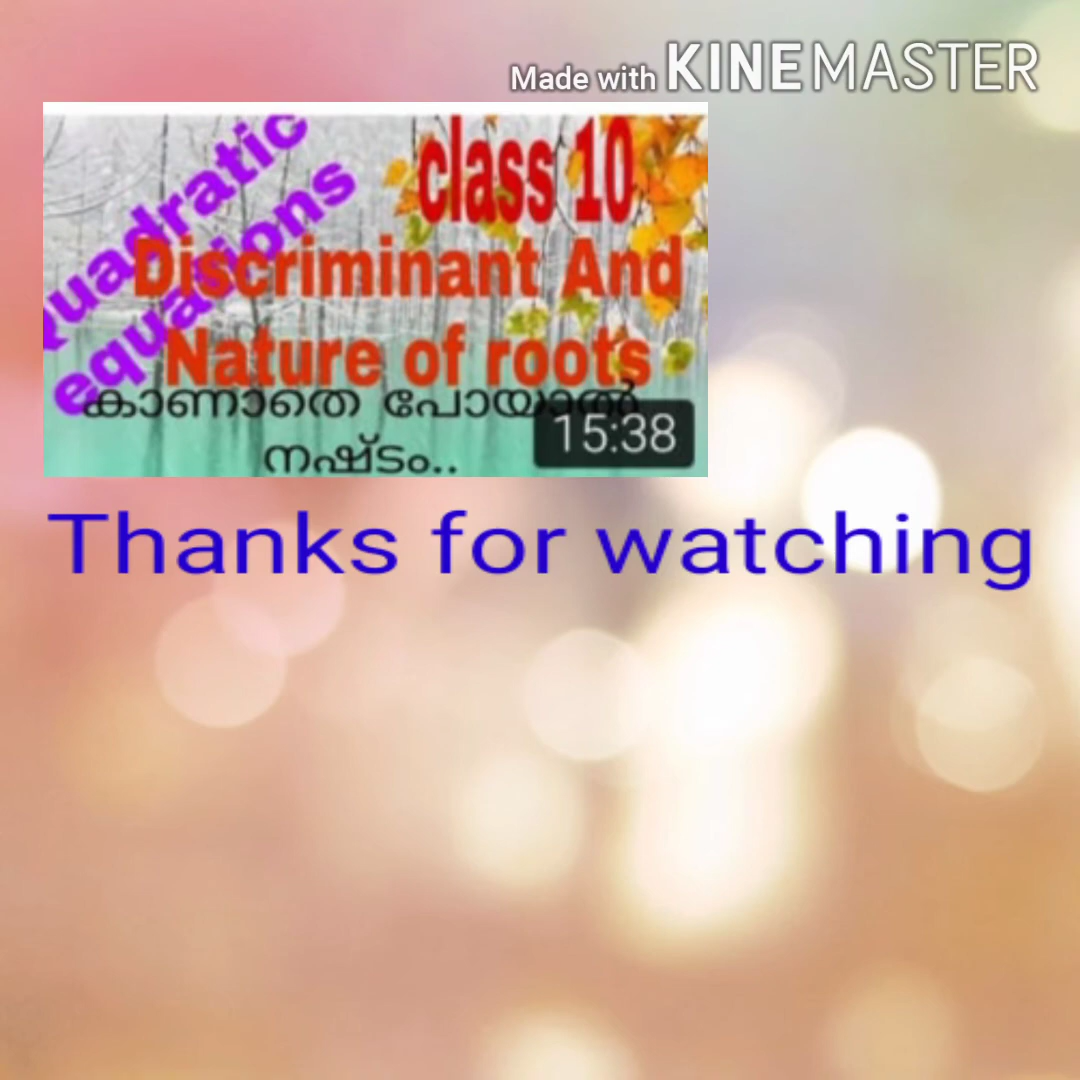 Made with KINEMASTER
Quadratic
equations
class 10
Discriminant And
Nature of roots
കാണാതെ പോയാൽ
നഷ്ടം..
15:38
Thanks for watching